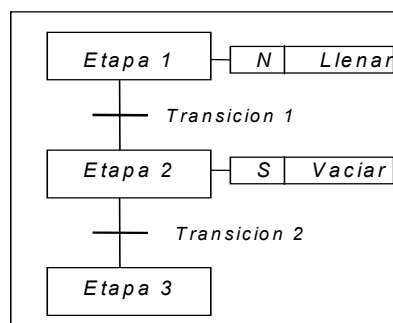 Etapa 1 N Llenar
Transicion 1
Etapa 2 S Vaciar
Transicion 2
Etapa 3